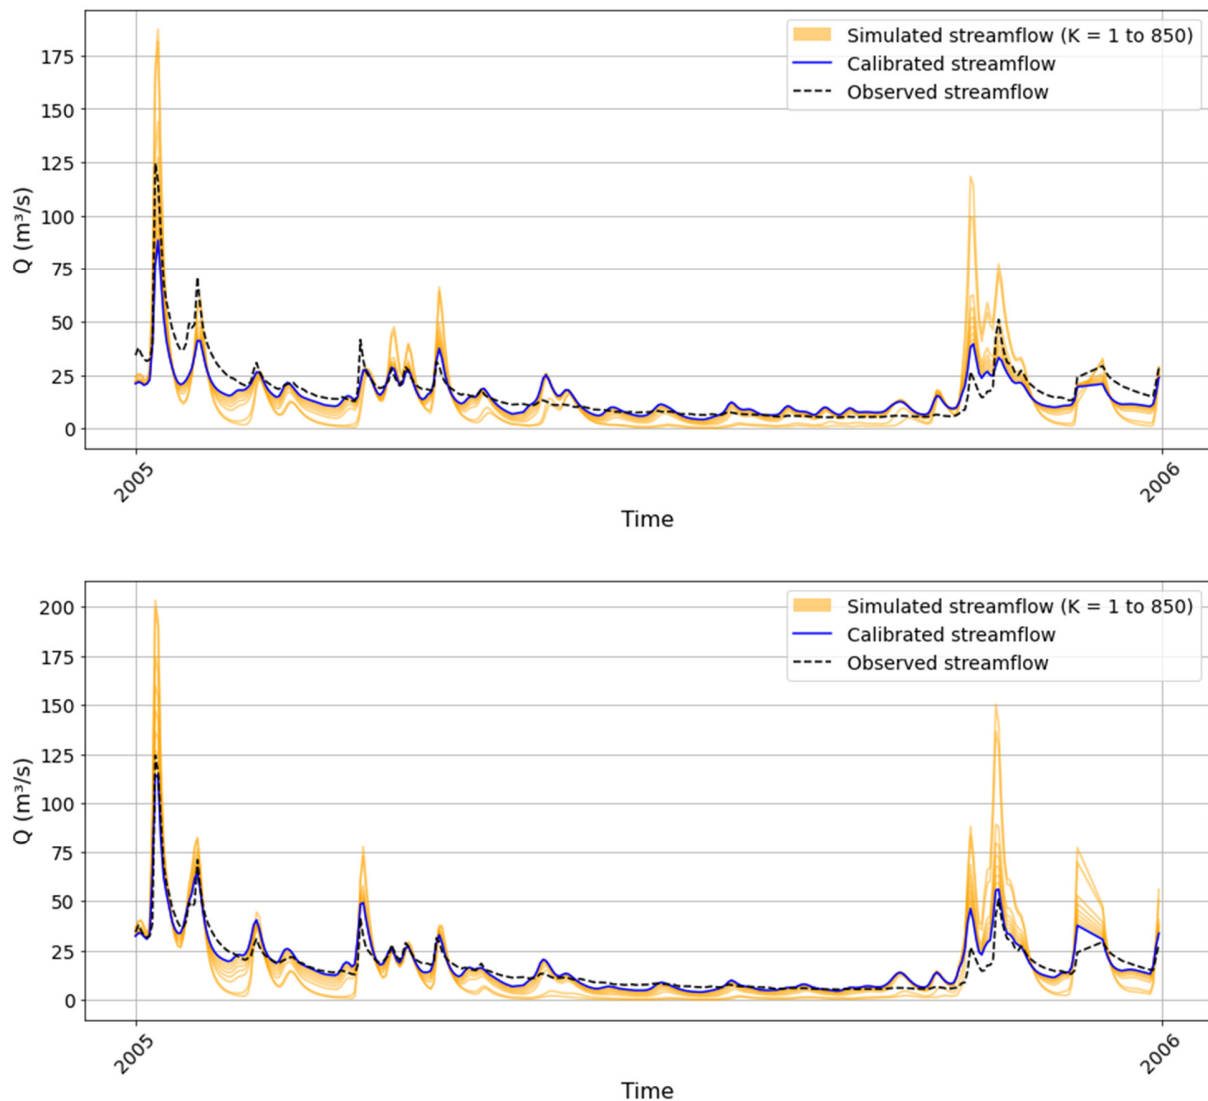 Simulated streamflow (K = 1 to 850)
Calibrated streamflow
Observed streamflow
175
150
125
100
75
50
25
0
Q (m³/s)
2005
2006
Time
Simulated streamflow (K = 1 to 850)
Calibrated streamflow
Observed streamflow
200
175
150
125
100
75
50
25
0
Q (m³/s)
2005
2006
Time